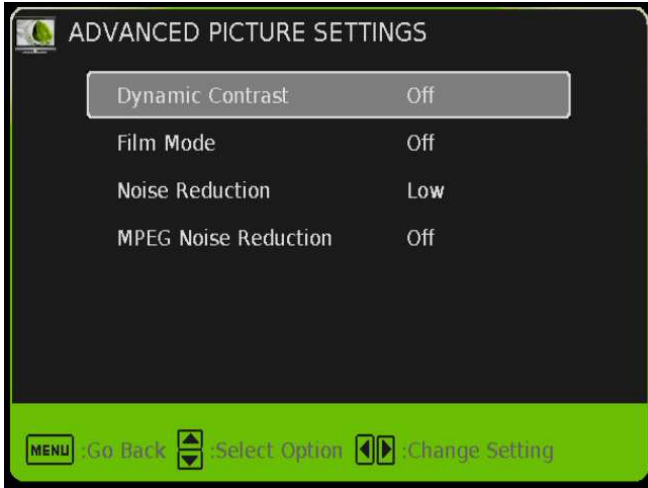 ADVANCED PICTURE SETTINGS
Dynamic Contrast Off
Film Mode Off
Noise Reduction Low
MPEG Noise Reduction Off
MENU :Go Back :Select Option :Change Setting